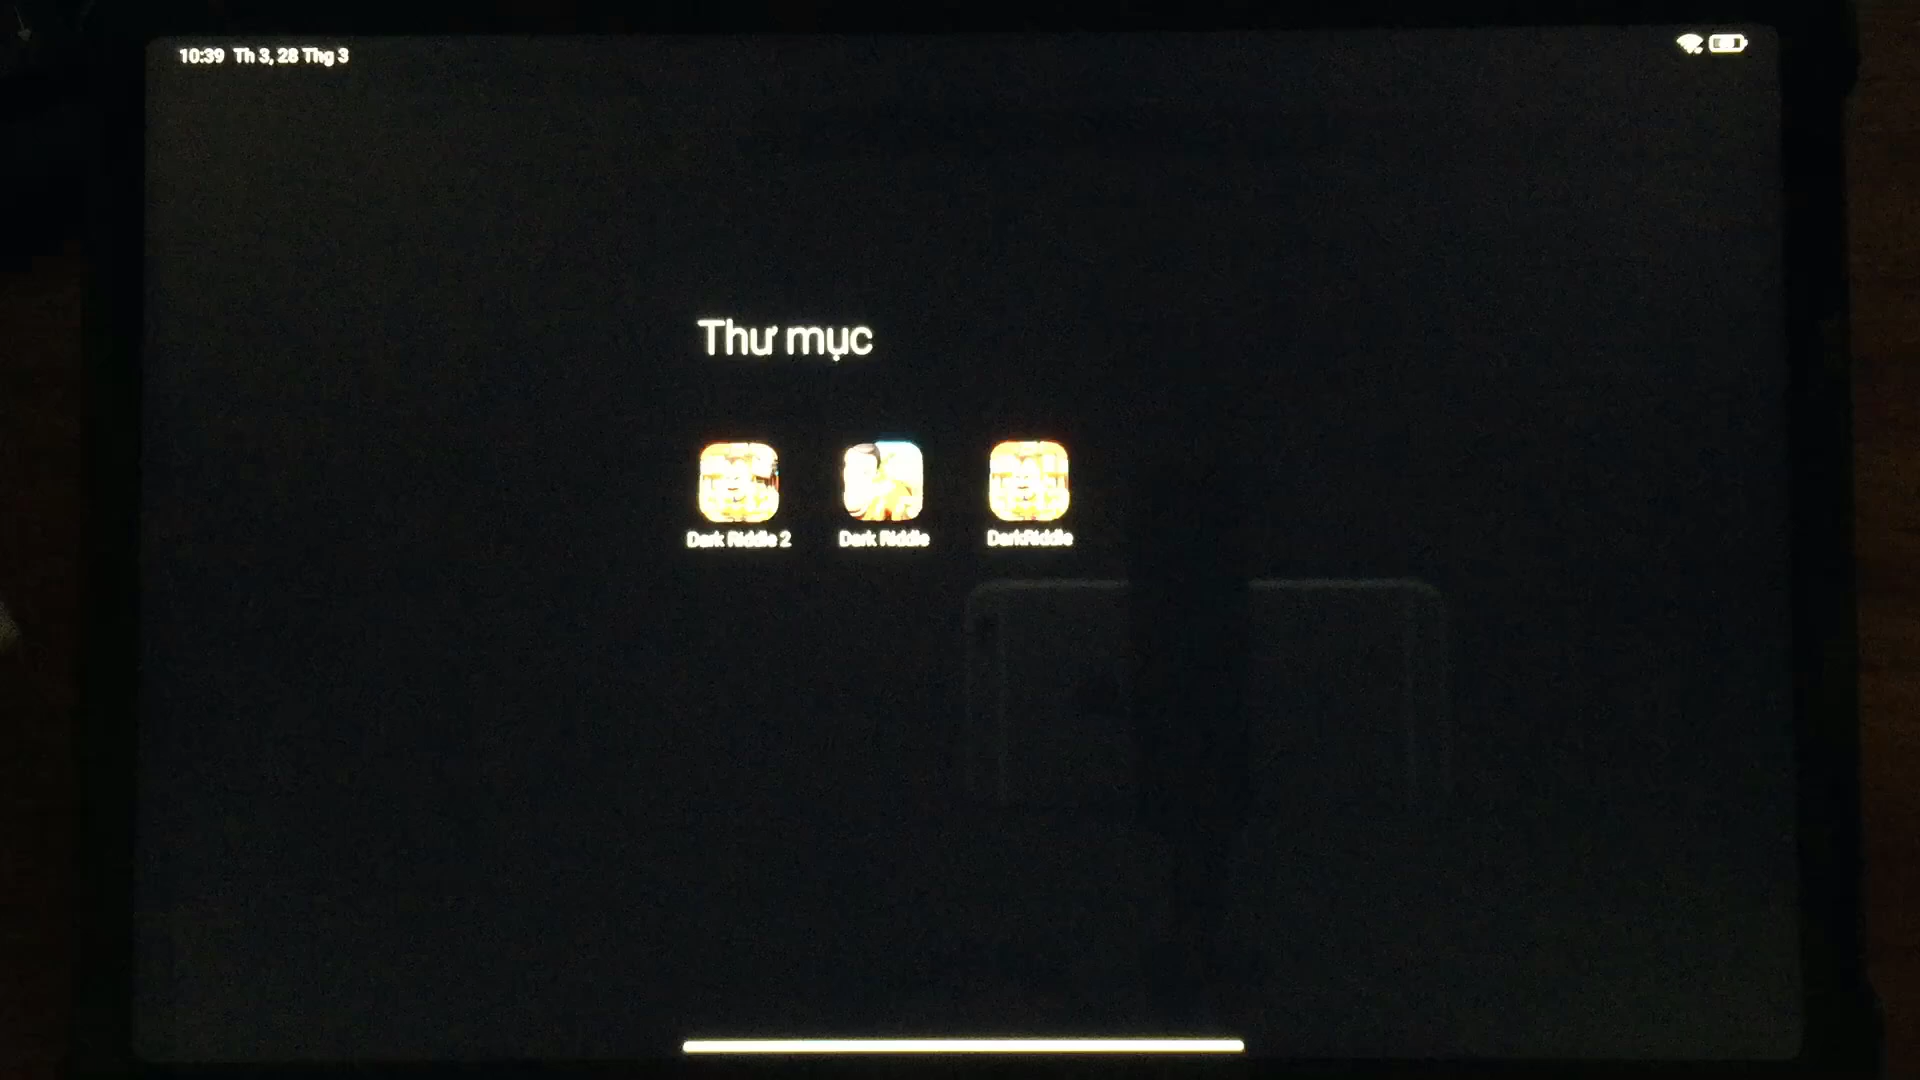 10:39 Th 3, 28 Thg 3
Thư mục
Dark Riddle 2
Dark Riddle
DarkRiddle